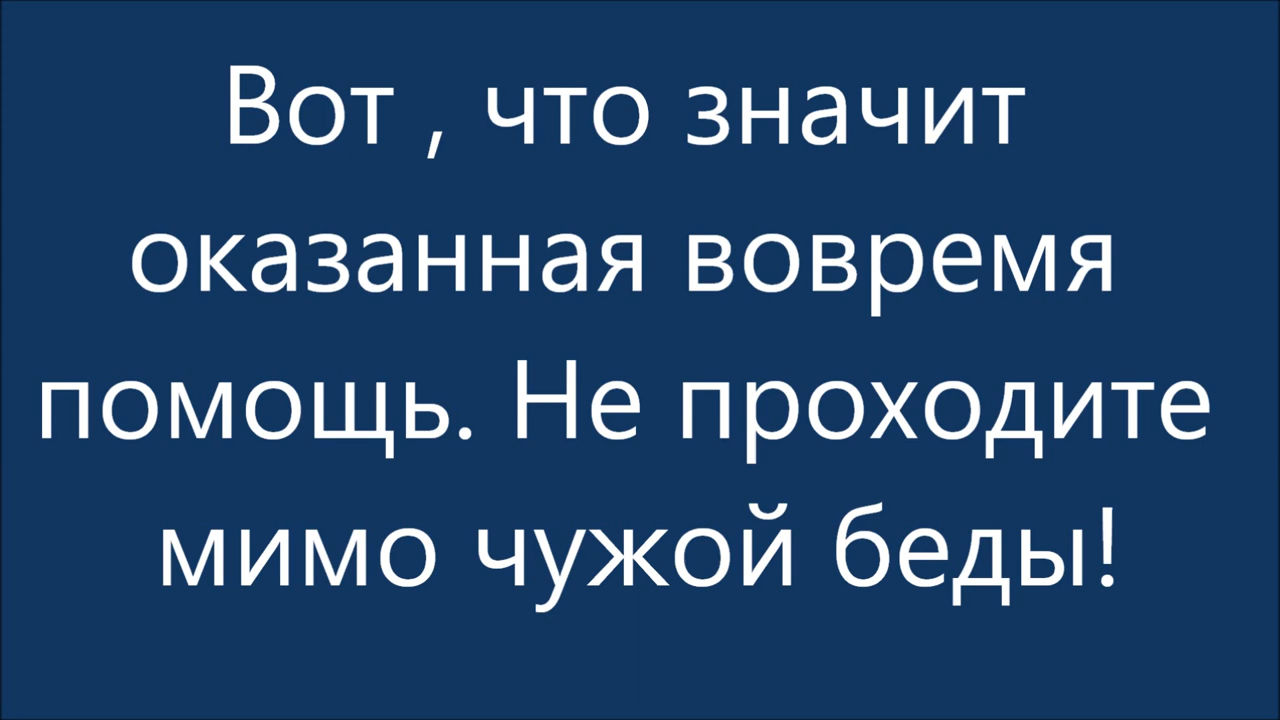 Вот , что значит
оказанная вовремя
помощь. Не проходите
мимо чужой беды!